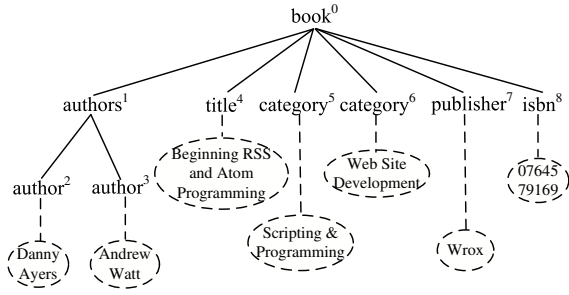 book⁰
authors¹ title⁴ category⁵ category⁶ publisher⁷ isbn⁸
Beginning RSS
and Atom
Programming
Web Site
Development
07645
79169
author² author³
Scripting &
Programming
Danny
Ayers
Andrew
Watt
Wrox